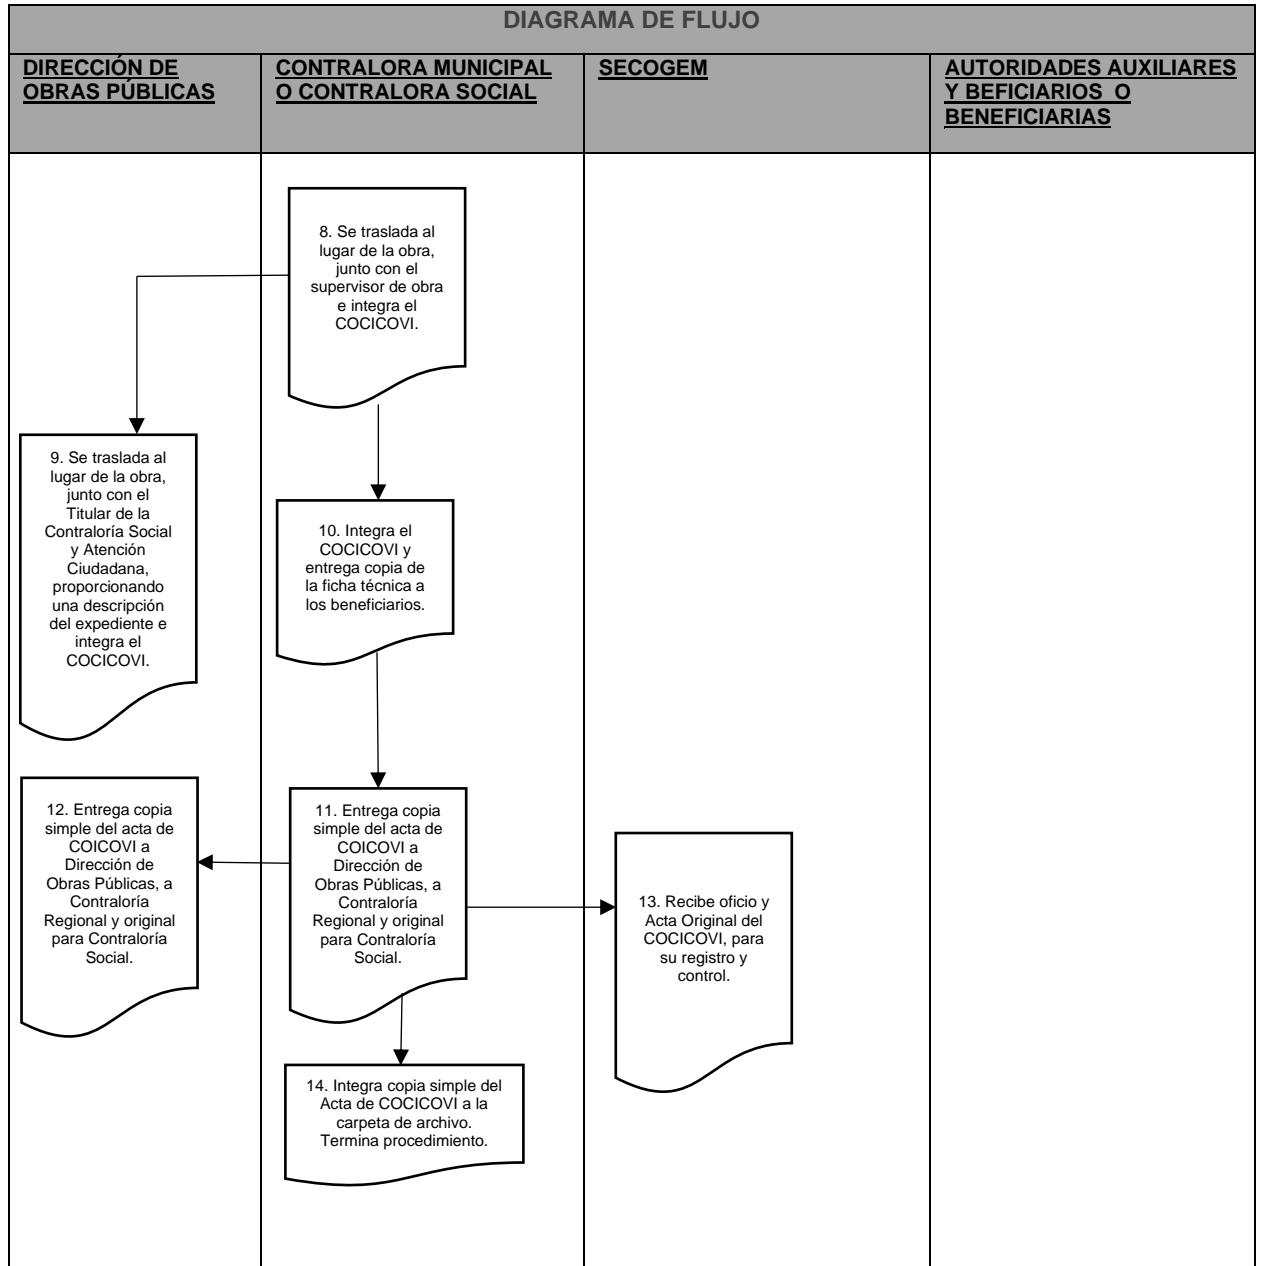 DIAGRAMA DE FLUJO
DIRECCIÓN DE
OBRAS PÚBLICAS
CONTRALORA MUNICIPAL
O CONTRALORA SOCIAL
SECOGEM
AUTORIDADES AUXILIARES
Y BEFICIARIOS O
BENEFICIARIAS
8. Se traslada al
lugar de la obra,
junto con el
supervisor de obra
e integra el
COCICOVI.
9. Se traslada al
lugar de la obra,
junto con el
Titular de la
Contraloría Social
y Atención
Ciudadana,
proporcionando
una descripción
del expediente e
integra el
COCICOVI.
10. Integra el
COCICOVI y
entrega copia de
la ficha técnica a
los beneficiarios.
12. Entrega copia
simple del acta de
COICOVI a
Dirección de
Obras Públicas, a
Contraloría
Regional y original
para Contraloría
Social.
11. Entrega copia
simple del acta de
COICOVI a
Dirección de
Obras Públicas, a
Contraloría
Regional y original
para Contraloría
Social.
13. Recibe oficio y
Acta Original del
COCICOVI, para
su registro y
control.
14. Integra copia simple del
Acta de COCICOVI a la
carpeta de archivo.
Termina procedimiento.